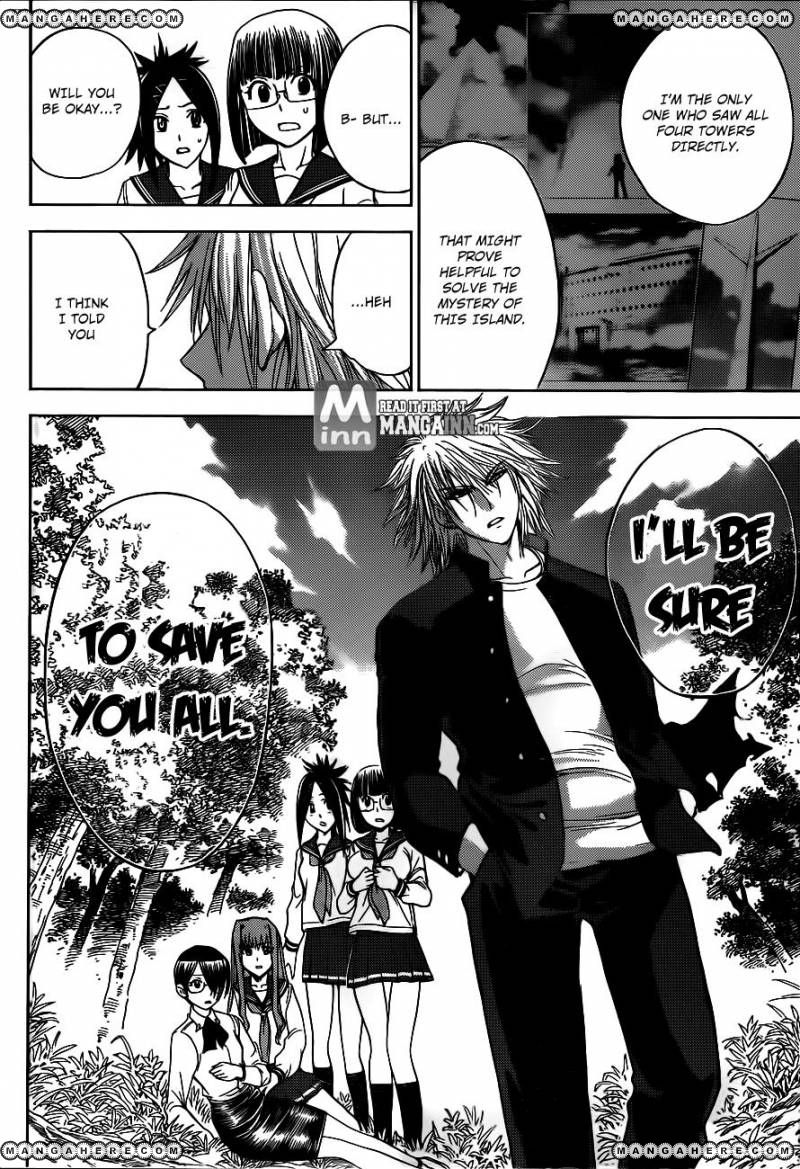 MANGAHERE.COM
MANGAHERE.COM
I'M THE ONLY
ONE WHO SAW ALL
FOUR TOWERS
DIRECTLY.
THAT MIGHT
PROVE
HELPFUL TO
SOLVE THE
MYSTERY OF
THIS ISLAND.
B- BUT...
WILL YOU
BE OKAY...?
...HEH
I THINK
I TOLD
YOU
M
inn
READ IT FIRST AT
MANGAINN.COM
I'LL BE
SURE
TO SAVE
YOU ALL.
MANGAHERE.COM
MANGAHERE.COM